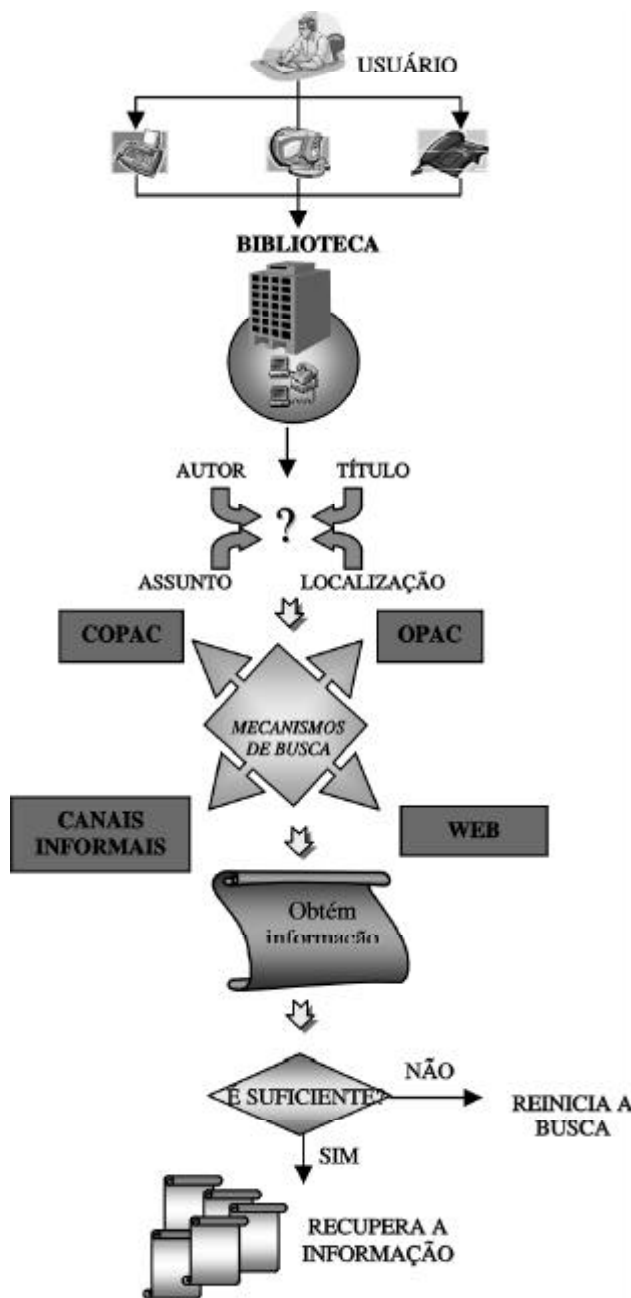 USUÁRIO
BIBLIOTECA
AUTOR
TÍTULO
?
ASSUNTO
LOCALIZAÇÃO
COPAC
OPAC
MECANISMOS
DE BUSCA
CANAIS
INFORMAIS
WEB
Obtém
informação
É SUFICIENTE?
NÃO
REINICIA A
BUSCA
SIM
RECUPERA A
INFORMAÇÃO